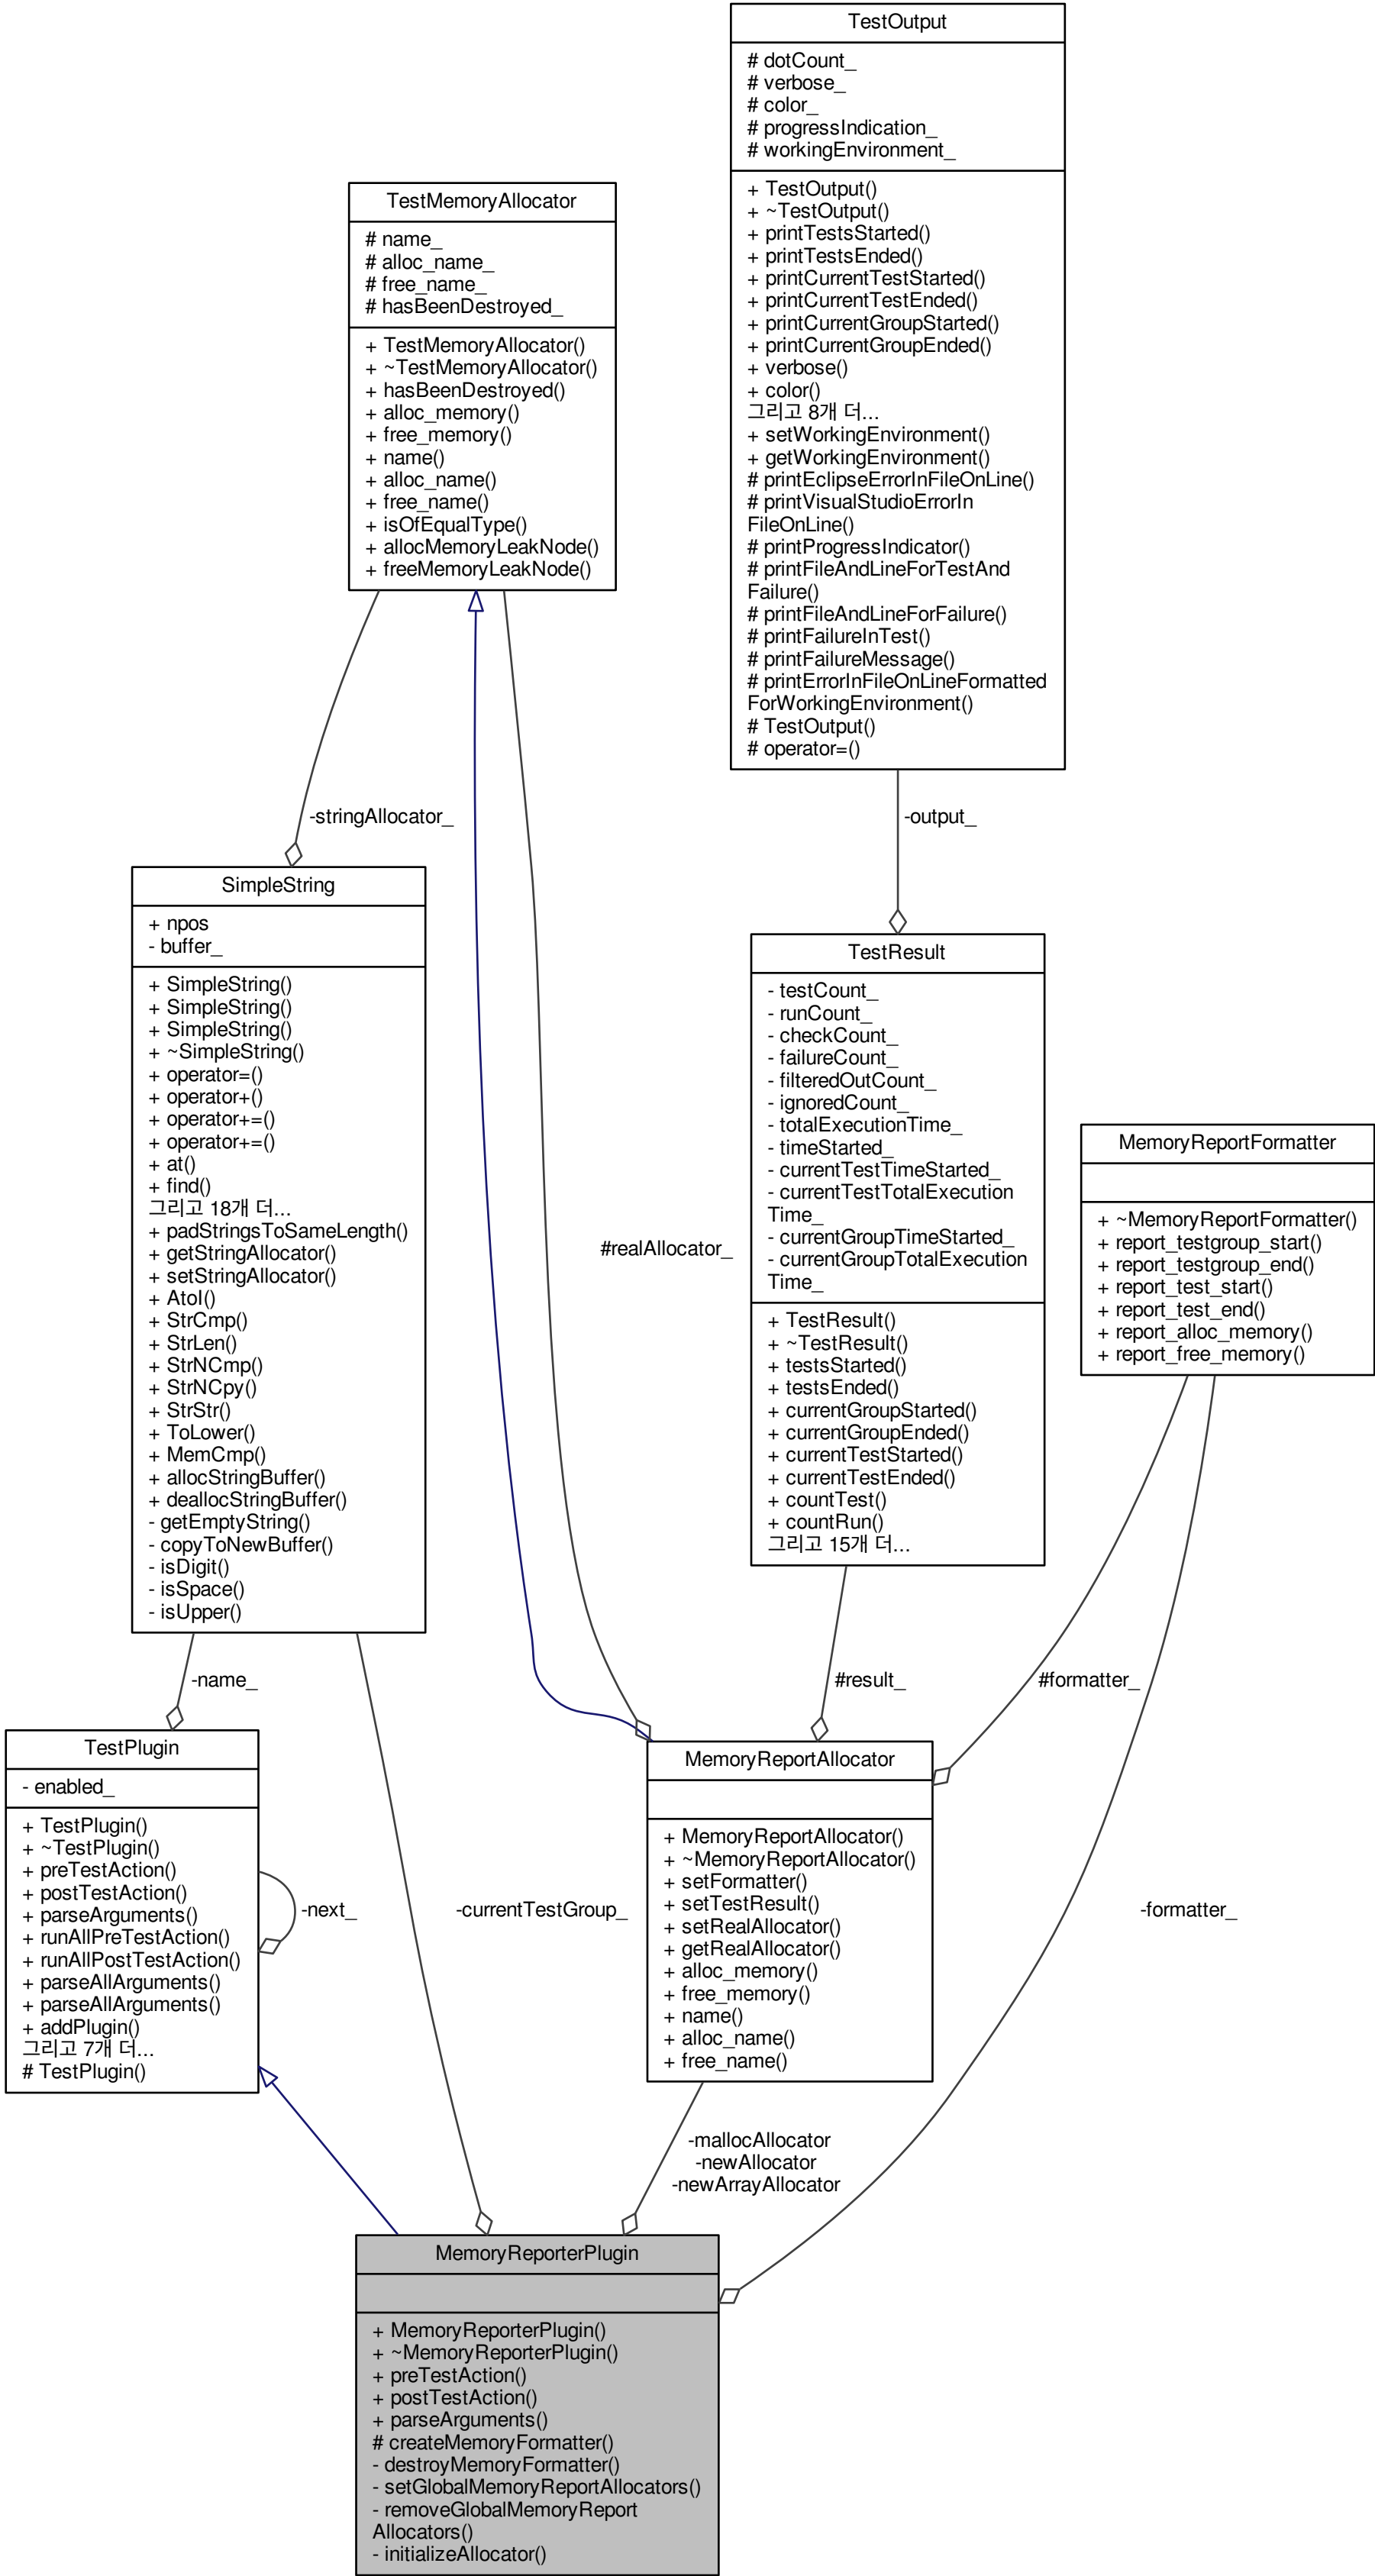 TestOutput
# dotCount_
# verbose_
# color_
# progressIndication_
# workingEnvironment_
+ TestOutput()
+ ~TestOutput()
+ printTestsStarted()
+ printTestsEnded()
+ printCurrentTestStarted()
+ printCurrentTestEnded()
+ printCurrentGroupStarted()
+ printCurrentGroupEnded()
+ verbose()
+ color()
그리고 8개 더...
+ setWorkingEnvironment()
+ getWorkingEnvironment()
# printEclipseErrorInFileOnLine()
# printVisualStudioErrorIn
FileOnLine()
# printProgressIndicator()
# printFileAndLineForTestAnd
Failure()
# printFileAndLineForFailure()
# printFailureInTest()
# printFailureMessage()
# printErrorInFileOnLineFormatted
ForWorkingEnvironment()
# TestOutput()
# operator=()
TestMemoryAllocator
# name_
# alloc_name_
# free_name_
# hasBeenDestroyed_
+ TestMemoryAllocator()
+ ~TestMemoryAllocator()
+ hasBeenDestroyed()
+ alloc_memory()
+ free_memory()
+ name()
+ alloc_name()
+ free_name()
+ isOfEqualType()
+ allocMemoryLeakNode()
+ freeMemoryLeakNode()
-stringAllocator_
-output_
SimpleString
+ npos
- buffer_
+ SimpleString()
+ SimpleString()
+ SimpleString()
+ ~SimpleString()
+ operator=()
+ operator+()
+ operator+=()
+ operator+=()
+ at()
+ find()
그리고 18개 더...
+ padStringsToSameLength()
+ getStringAllocator()
+ setStringAllocator()
+ AtoI()
+ StrCmp()
+ StrLen()
+ StrNCmp()
+ StrNCpy()
+ StrStr()
+ ToLower()
+ MemCmp()
+ allocStringBuffer()
+ deallocStringBuffer()
- getEmptyString()
- copyToNewBuffer()
- isDigit()
- isSpace()
- isUpper()
#realAllocator_
TestResult
- testCount_
- runCount_
- checkCount_
- failureCount_
- filteredOutCount_
- ignoredCount_
- totalExecutionTime_
- timeStarted_
- currentTestTimeStarted_
- currentTestTotalExecution
Time_
- currentGroupTimeStarted_
- currentGroupTotalExecution
Time_
+ TestResult()
+ ~TestResult()
+ testsStarted()
+ testsEnded()
+ currentGroupStarted()
+ currentGroupEnded()
+ currentTestStarted()
+ currentTestEnded()
+ countTest()
+ countRun()
그리고 15개 더...
MemoryReportFormatter
+ ~MemoryReportFormatter()
+ report_testgroup_start()
+ report_testgroup_end()
+ report_test_start()
+ report_test_end()
+ report_alloc_memory()
+ report_free_memory()
-name_
#result_
#formatter_
TestPlugin
- enabled_
+ TestPlugin()
+ ~TestPlugin()
+ preTestAction()
+ postTestAction()
+ parseArguments()
+ runAllPreTestAction()
+ runAllPostTestAction()
+ parseAllArguments()
+ parseAllArguments()
+ addPlugin()
그리고 7개 더...
# TestPlugin()
-next_
-currentTestGroup_
MemoryReportAllocator
+ MemoryReportAllocator()
+ ~MemoryReportAllocator()
+ setFormatter()
+ setTestResult()
+ setRealAllocator()
+ getRealAllocator()
+ alloc_memory()
+ free_memory()
+ name()
+ alloc_name()
+ free_name()
-formatter_
-mallocAllocator
-newAllocator
-newArrayAllocator
MemoryReporterPlugin
+ MemoryReporterPlugin()
+ ~MemoryReporterPlugin()
+ preTestAction()
+ postTestAction()
+ parseArguments()
# createMemoryFormatter()
- destroyMemoryFormatter()
- setGlobalMemoryReportAllocators()
- removeGlobalMemoryReport
Allocators()
- initializeAllocator()